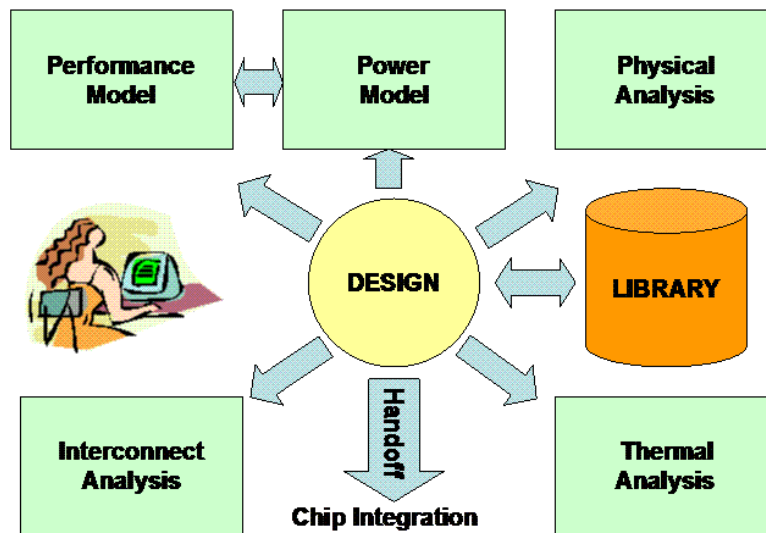 Performance
Model
Power
Model
Physical
Analysis
DESIGN
LIBRARY
Interconnect
Analysis
Handoff
Chip Integration
Thermal
Analysis